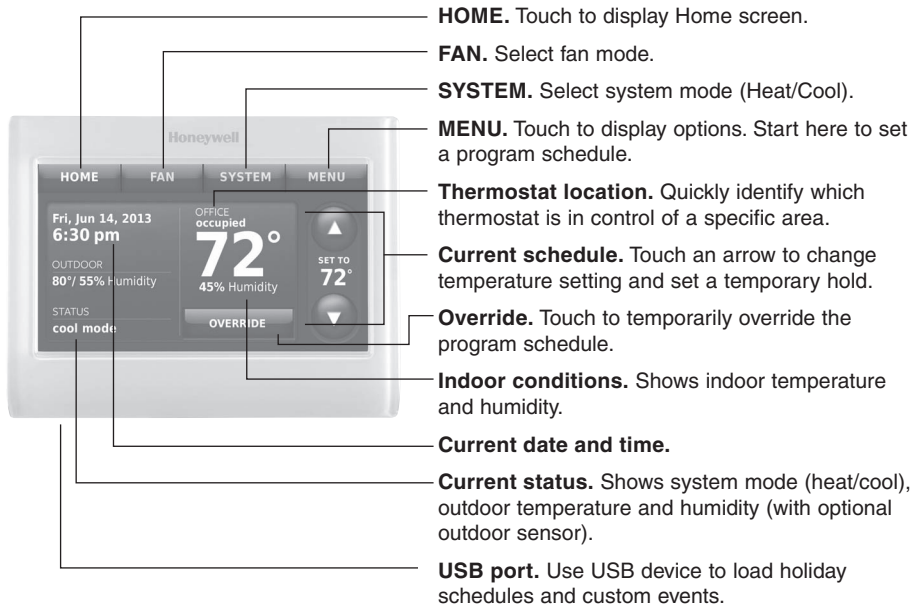 HOME. Touch to display Home screen.
FAN. Select fan mode.
SYSTEM. Select system mode (Heat/Cool).
MENU. Touch to display options. Start here to set
a program schedule.
Thermostat location. Quickly identify which
thermostat is in control of a specific area.
Current schedule. Touch an arrow to change
temperature setting and set a temporary hold.
Override. Touch to temporarily override the
program schedule.
Indoor conditions. Shows indoor temperature
and humidity.
Current date and time.
Current status. Shows system mode (heat/cool),
outdoor temperature and humidity (with optional
outdoor sensor).
USB port. Use USB device to load holiday
schedules and custom events.
Honeywell
HOME FAN SYSTEM MENU
Fri, Jun 14, 2013
6:30 pm
OUTDOOR
80°/ 55% Humidity
STATUS
cool mode
OFFICE
occupied
72°
45% Humidity
OVERRIDE
SET TO
72°